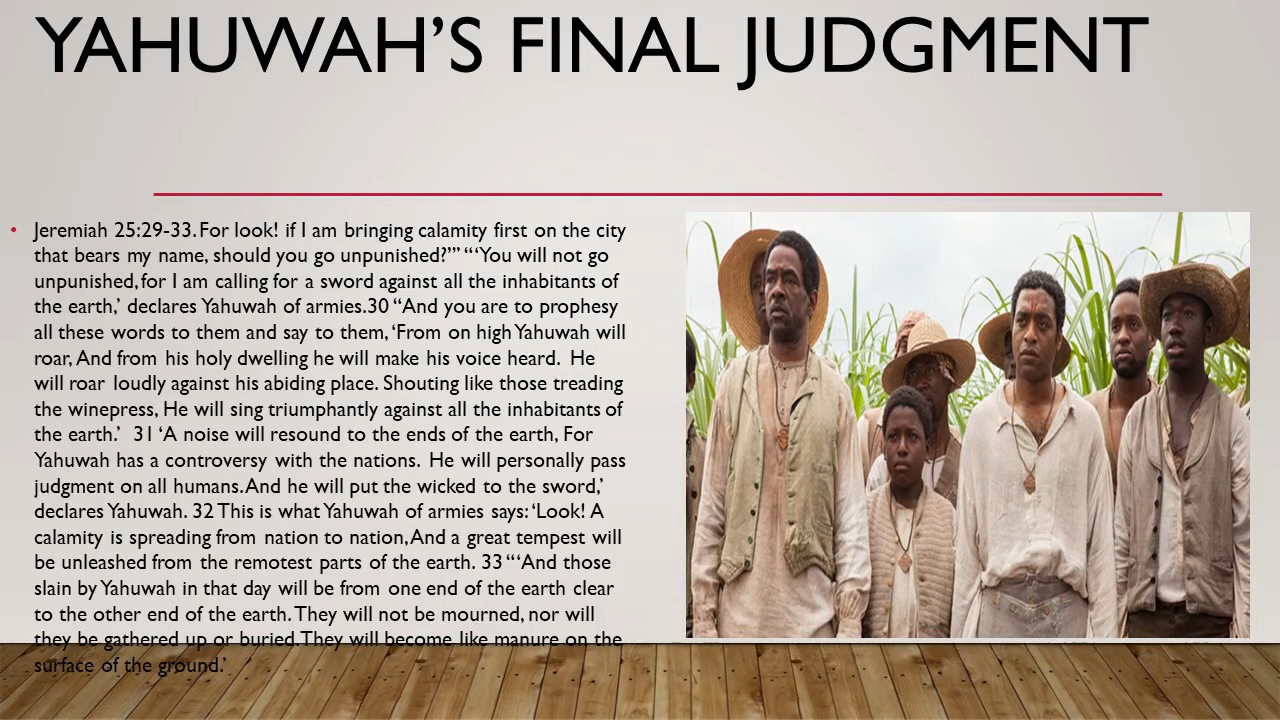 YAHUWAH’S FINAL JUDGMENT
• Jeremiah 25:29-33. For look! if I am bringing calamity first on the city
that bears my name, should you go unpunished?”’ “‘You will not go
unpunished, for I am calling for a sword against all the inhabitants of
the earth,’ declares Yahuwah of armies.30 “And you are to prophesy
all these words to them and say to them, ‘From on high Yahuwah will
roar, And from his holy dwelling he will make his voice heard. He
will roar loudly against his abiding place. Shouting like those treading
the winepress, He will sing triumphantly against all the inhabitants of
the earth.’ 31 ‘A noise will resound to the ends of the earth, For
Yahuwah has a controversy with the nations. He will personally pass
judgment on all humans. And he will put the wicked to the sword,’
declares Yahuwah. 32 This is what Yahuwah of armies says: ‘Look! A
calamity is spreading from nation to nation, And a great tempest will
be unleashed from the remotest parts of the earth. 33 “‘And those
slain by Yahuwah in that day will be from one end of the earth clear
to the other end of the earth. They will not be mourned, nor will
they be gathered up or buried. They will become like manure on the
surface of the ground.’